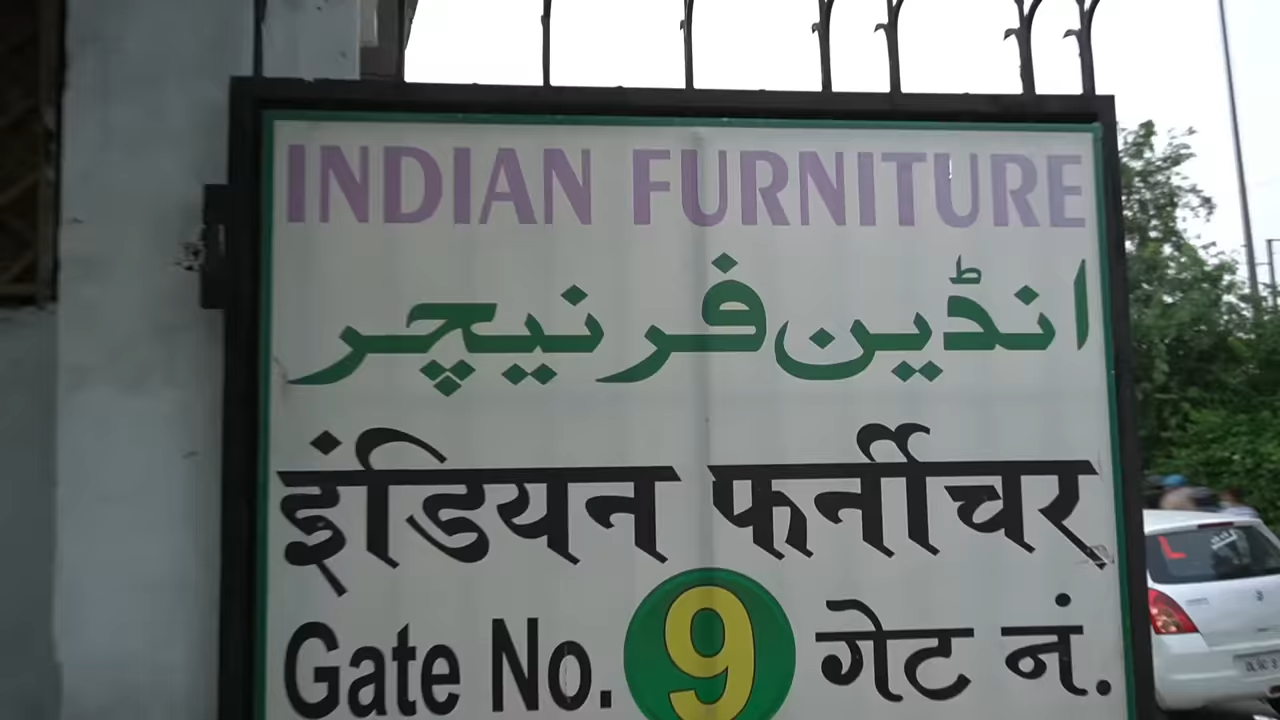 INDIAN FURNITURE
انڈین فرنیچر
इंडियन फर्नीचर
Gate No. 9 गेट नं.
L